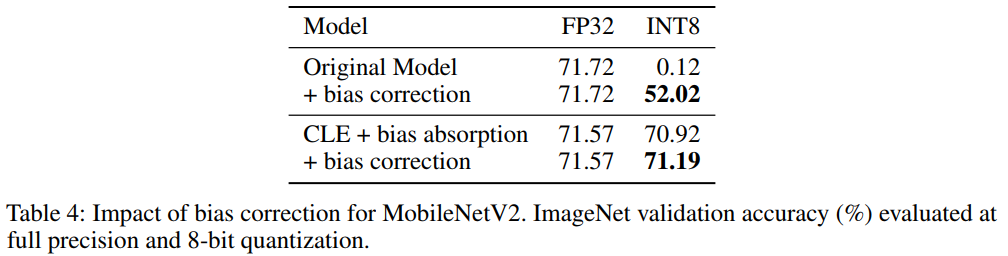 Model FP32 INT8
Original Model 71.72 0.12
+ bias correction 71.72 52.02
CLE + bias absorption 71.57 70.92
+ bias correction 71.57 71.19
Table 4: Impact of bias correction for MobileNetV2. ImageNet validation accuracy (%) evaluated at
full precision and 8-bit quantization.